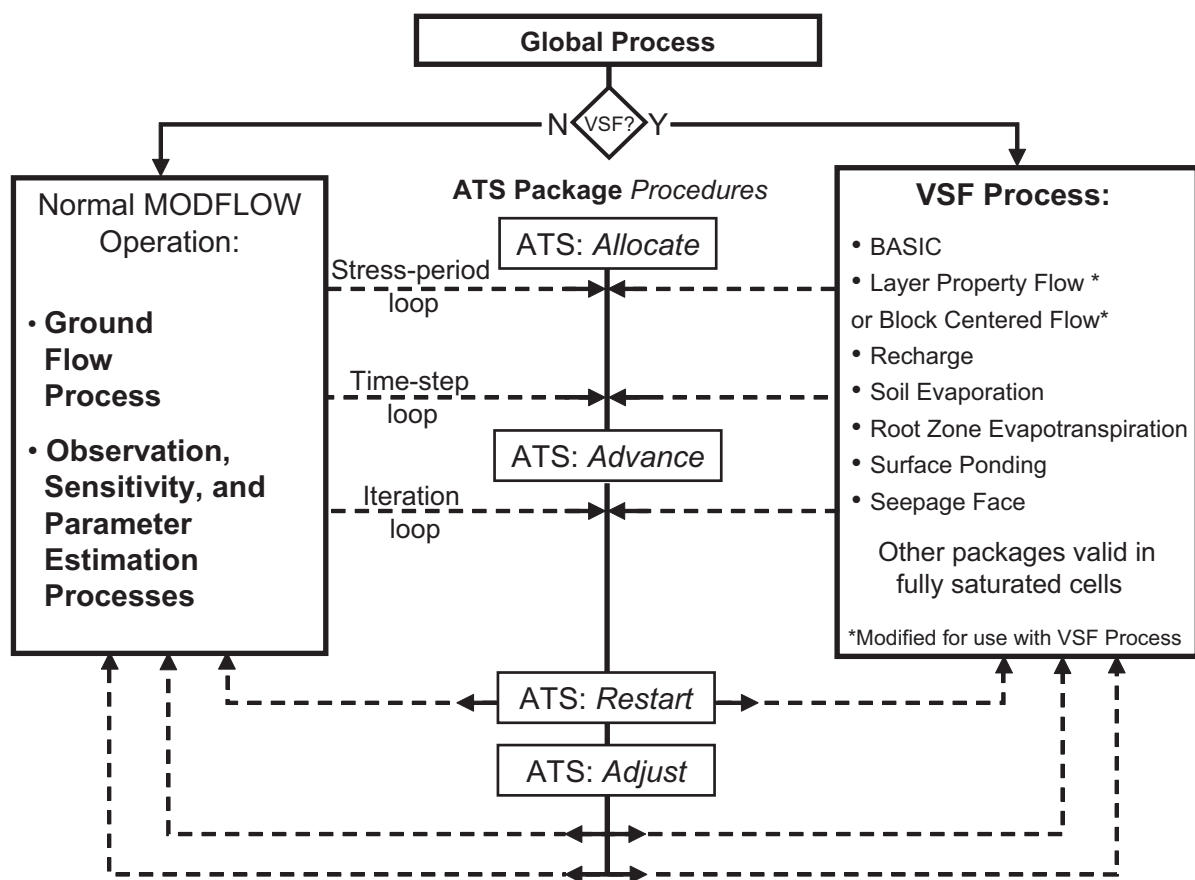 Global Process
N VSF? Y
Normal MODFLOW
Operation:
• Ground
Flow
Process
• Observation,
Sensitivity, and
Parameter
Estimation
Processes
ATS Package Procedures
ATS: Allocate
Stress-period
loop
Time-step
loop
ATS: Advance
Iteration
loop
ATS: Restart
ATS: Adjust
VSF Process:
• BASIC
• Layer Property Flow *
or Block Centered Flow*
• Recharge
• Soil Evaporation
• Root Zone Evapotranspiration
• Surface Ponding
• Seepage Face
Other packages valid in
fully saturated cells
*Modified for use with VSF Process